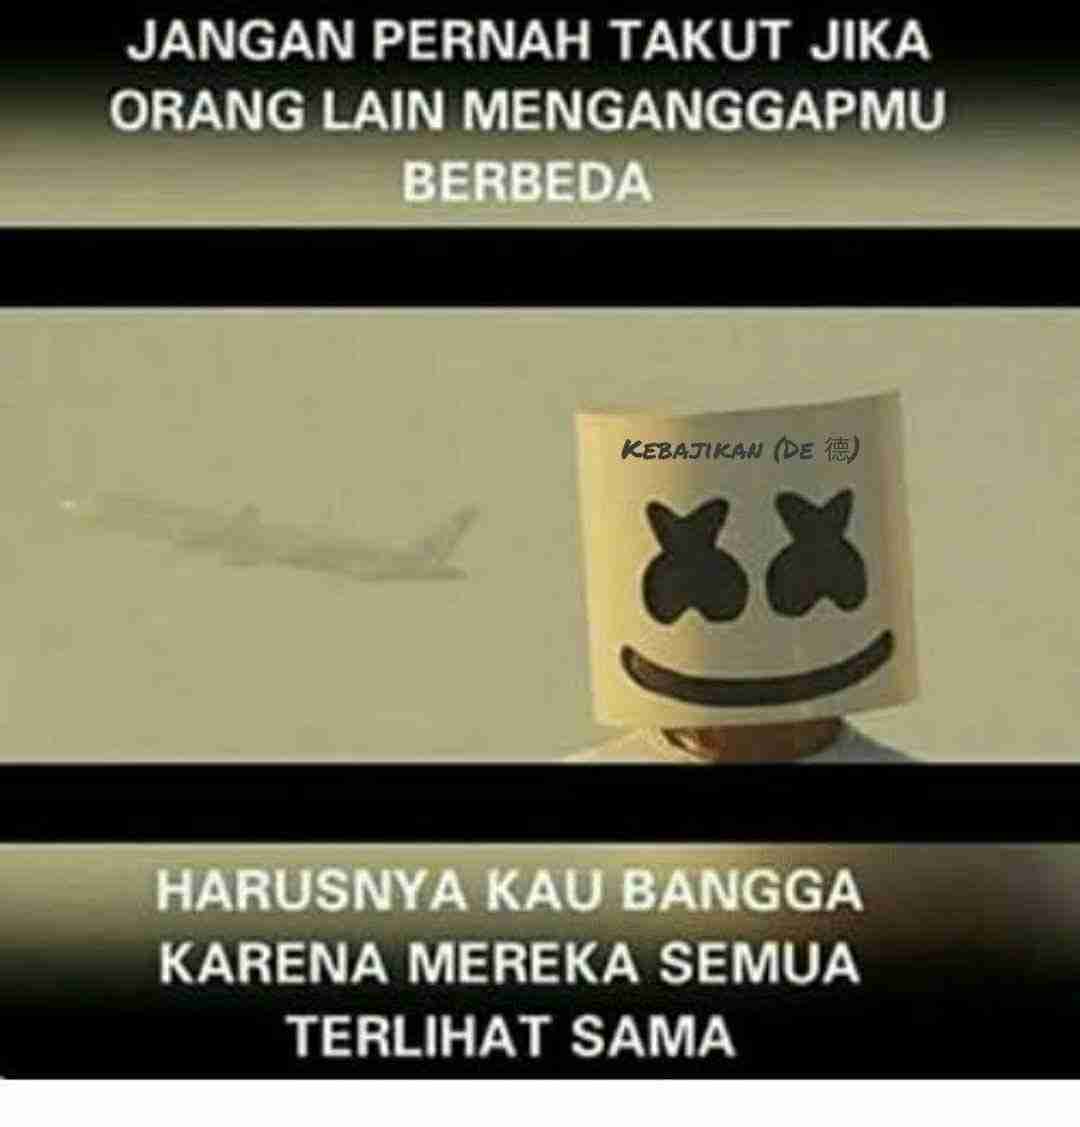 JANGAN PERNAH TAKUT JIKA
ORANG LAIN MENGANGGAPMU
BERBEDA
KEBAJIKAN (DE 德)
HARUSNYA KAU BANGGA
KARENA MEREKA SEMUA
TERLIHAT SAMA